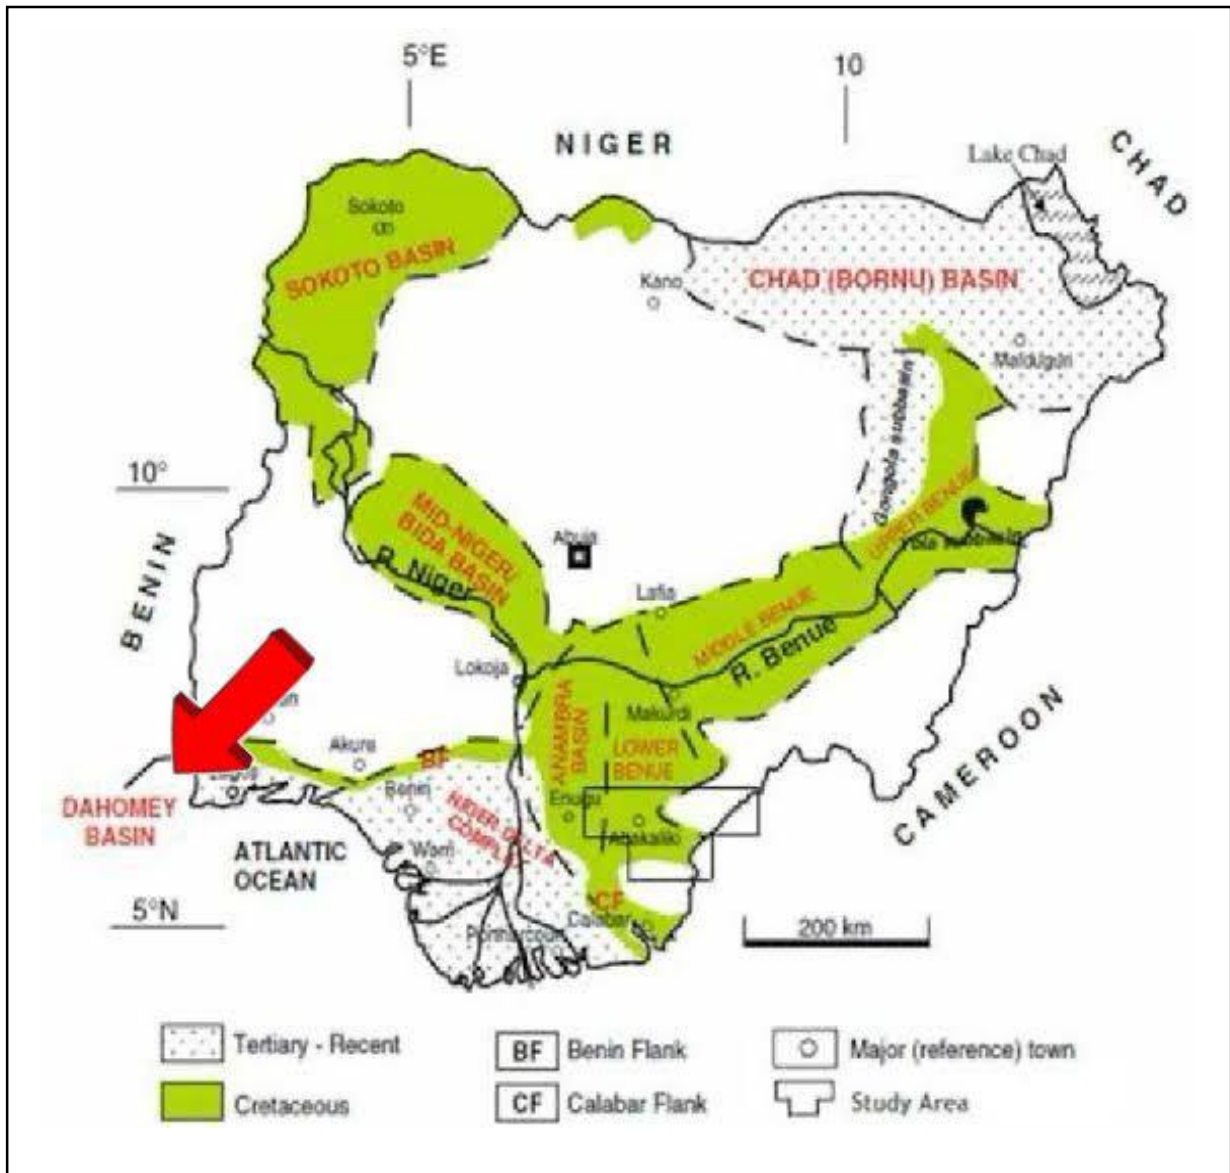 5°E
10
NIGER
CHAD
Lake Chad
Sokoto
SOKOTO BASIN
CHAD (BORNU) BASIN
Kano
Maiduguri
Gongola subbasin
10°
MID-NIGER/
BIDA BASIN
R. Niger
Abuja
UPPER BENUE
BENIN
Lafia
MIDDLE BENUE
R. Benue
Lokoja
Makurdi
ANAMBRA
BASIN
LOWER
BENUE
CAMEROON
Akure
BF
Benin
NIGER DELTA
Enugu
Abakaliki
Lagos
DAHOMEY
BASIN
ATLANTIC
OCEAN
Warri
CF
Calabar
5°N
200 km
Tertiary - Recent
BF
Benin Flank
Major (reference) town
Cretaceous
CF
Calabar Flank
Study Area